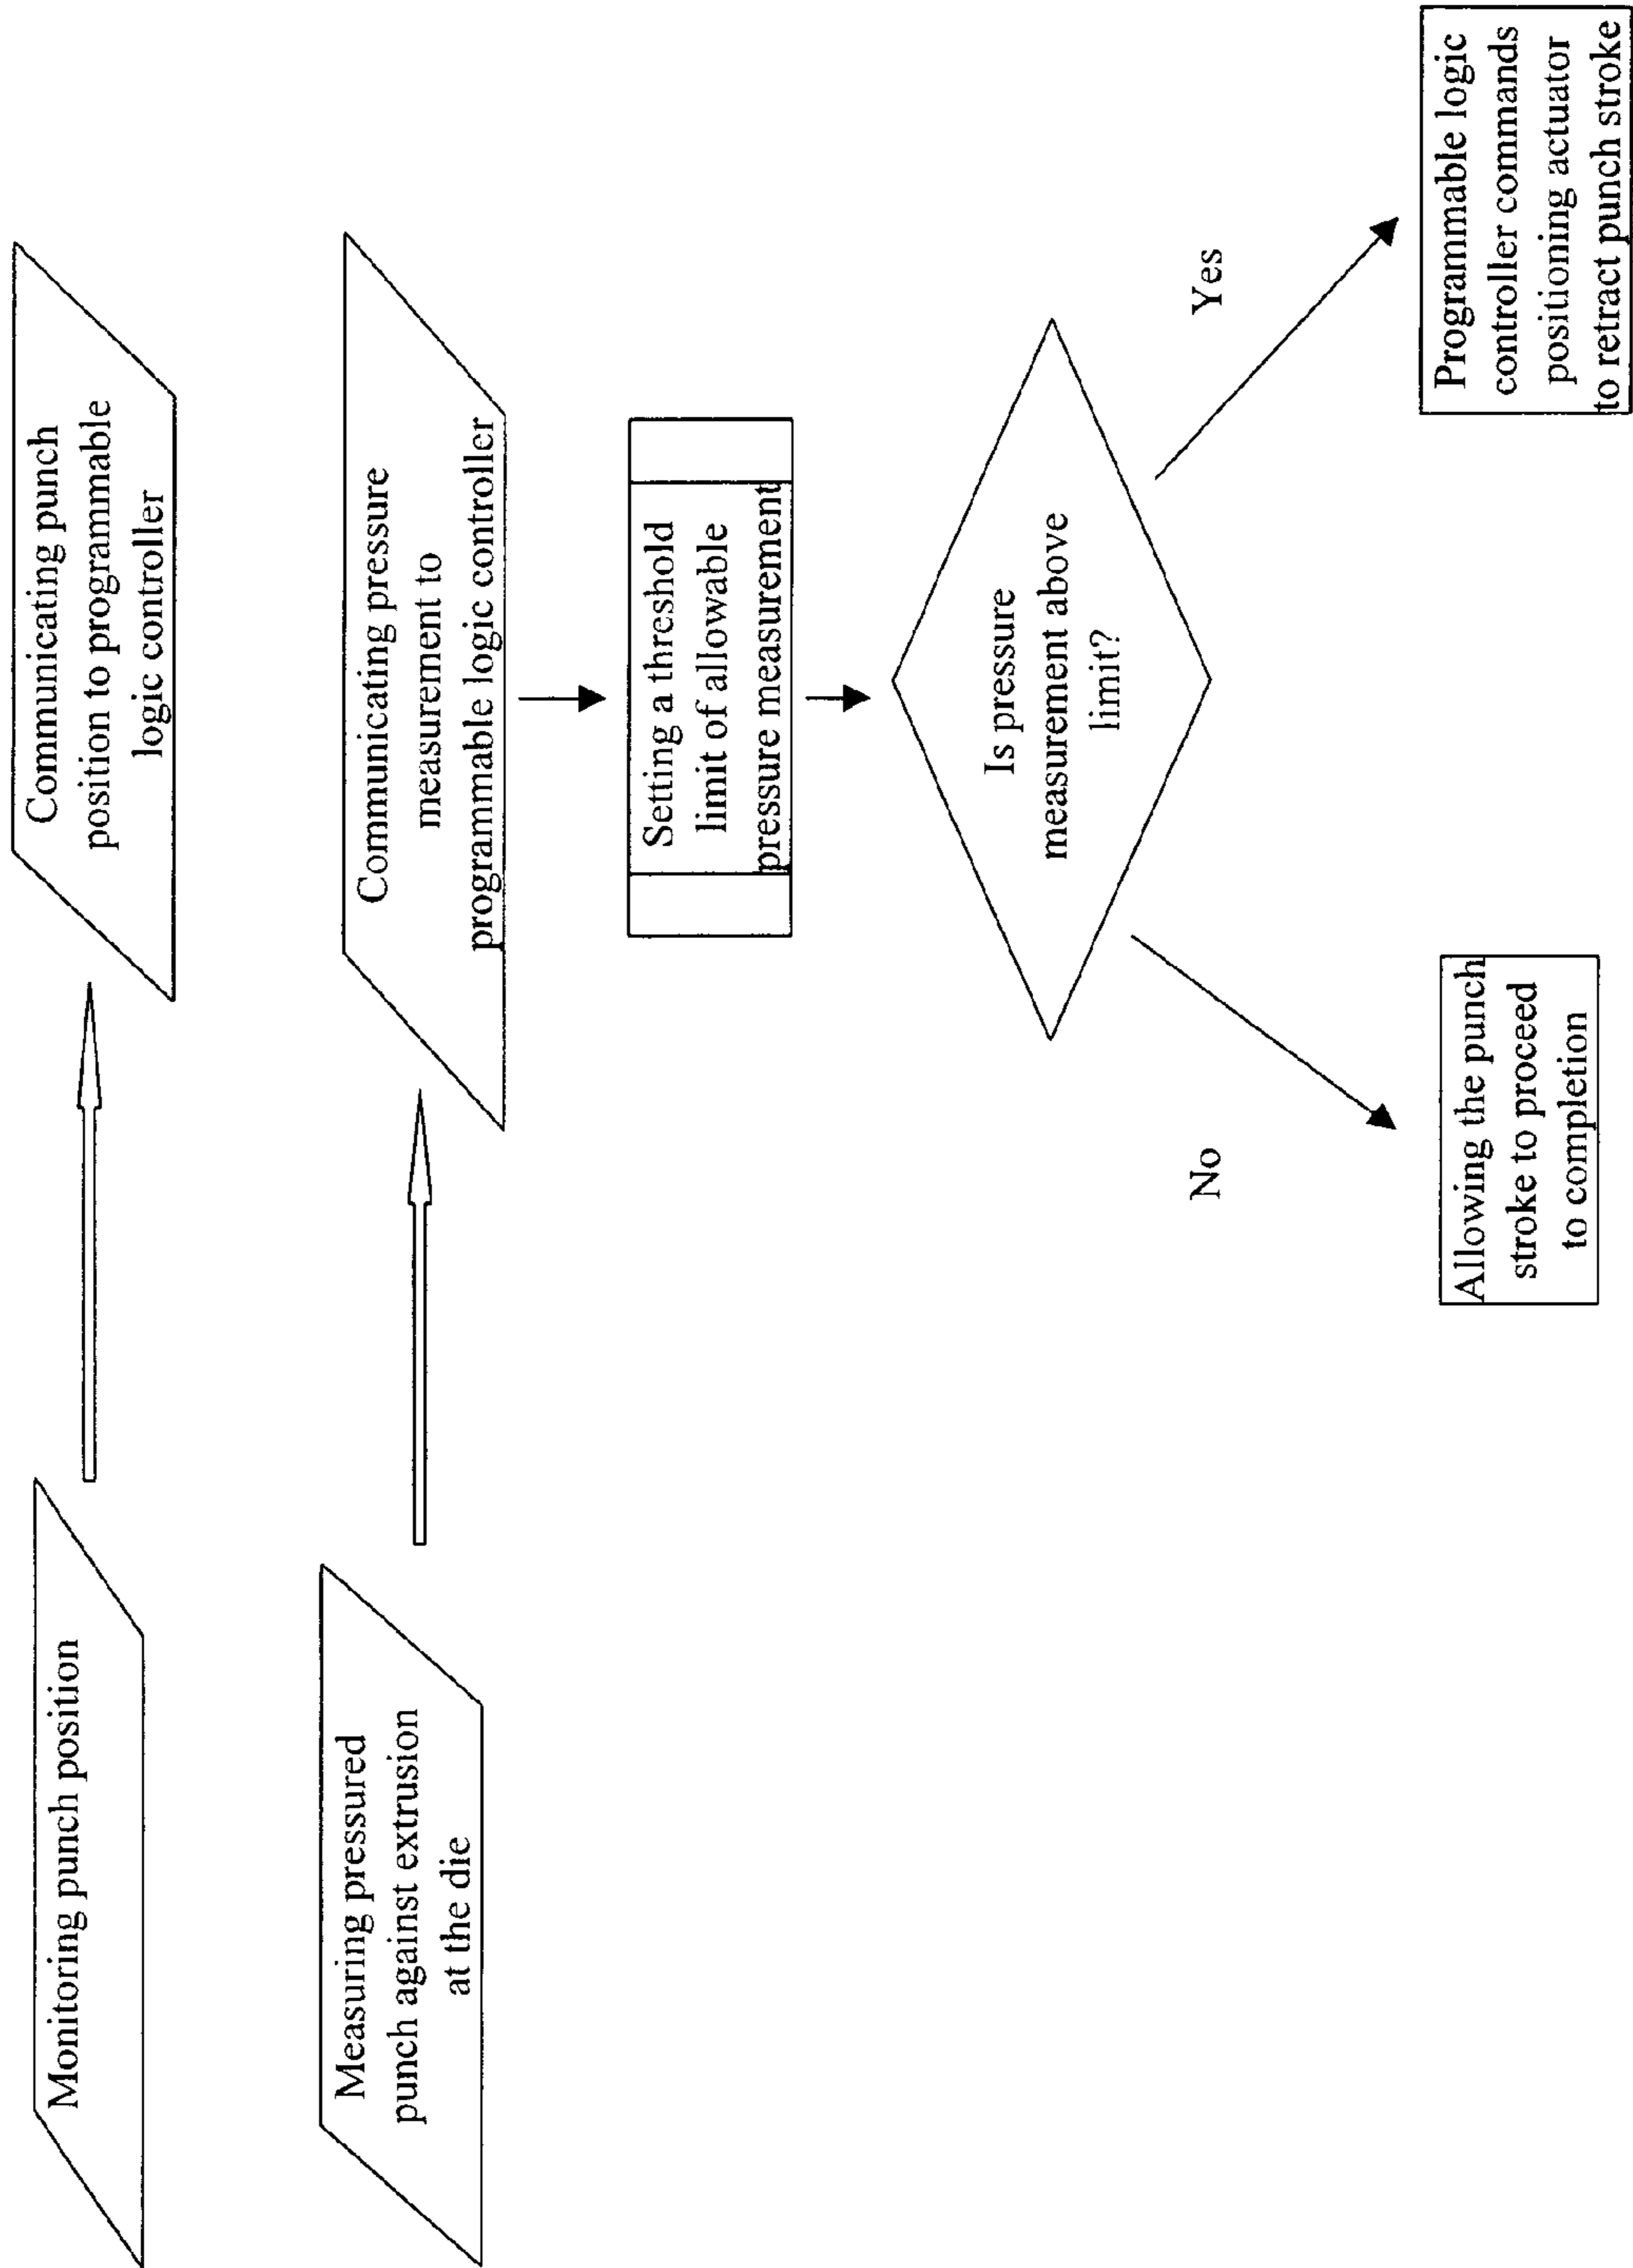 Monitoring punch position
Communicating punch
position to programmable
logic controller
Measuring pressured
punch against extrusion
at the die
Communicating pressure
measurement to
programmable logic controller
Setting a threshold
limit of allowable
pressure measurement
Is pressure
measurement above
limit?
No
Yes
Allowing the punch
stroke to proceed
to completion
Programmable logic
controller commands
positioning actuator
to retract punch stroke